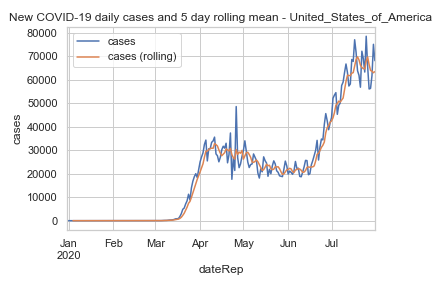 New COVID-19 daily cases and 5 day rolling mean - United_States_of_America
cases
cases (rolling)
80000
70000
60000
50000
40000
30000
20000
10000
0
cases
Jan Feb Mar Apr May Jun Jul
2020
dateRep